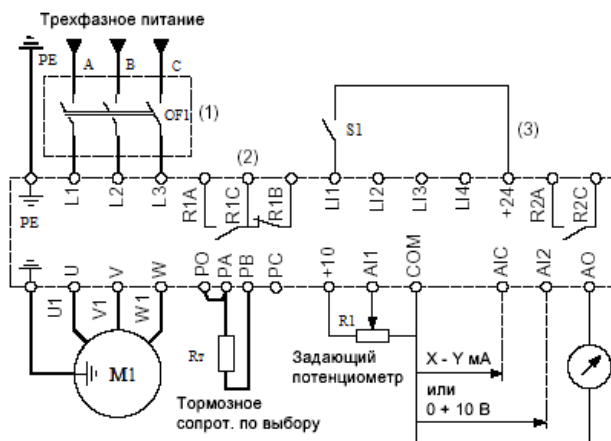 Трехфазное питание
PE
A
B
C
OF1
(1)
S1
(2)
(3)
L1
L2
L3
R1A
R1C
R1B
LI1
LI2
LI3
LI4
+24
R2A
R2C
PE
U
V
W
PO
PA
PB
PC
+10
AI1
COM
AIC
AI2
AO
U1
V1
W1
M1
Rт
R1
Задающий
потенциометр
X - Y мА
или
0 + 10 В
Тормозное
сопрот. по выбору